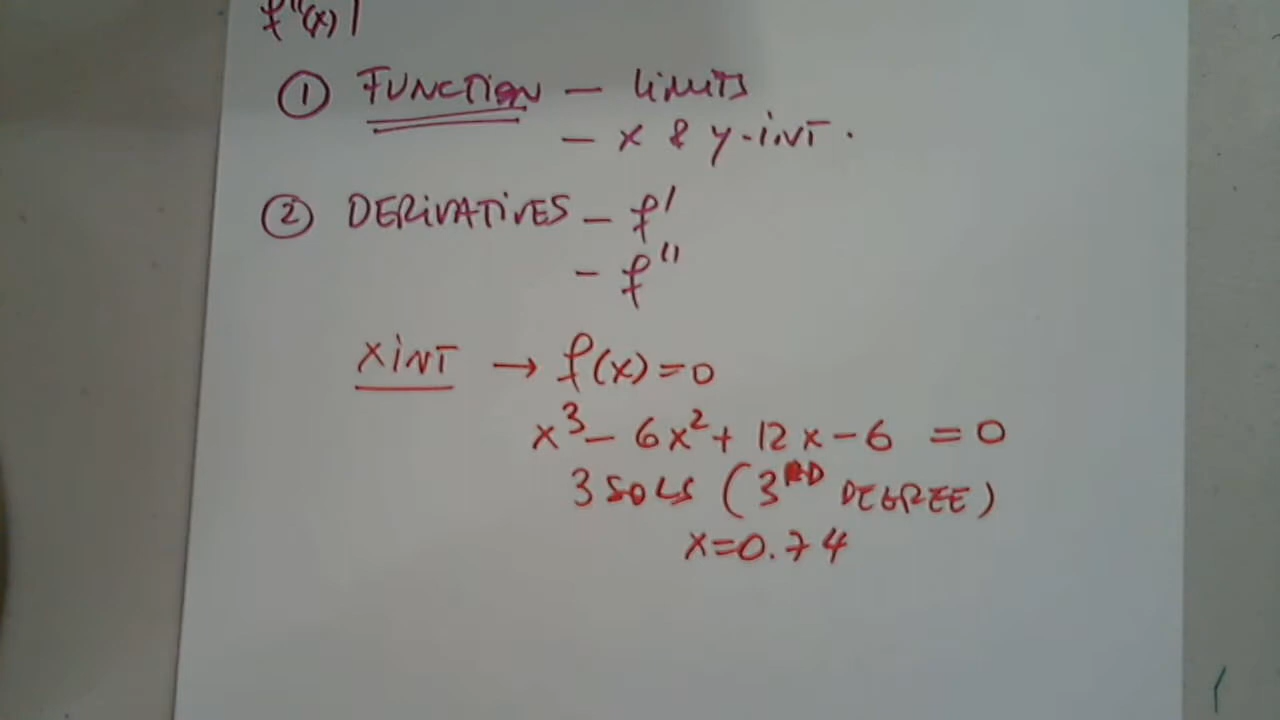 f''(x) |
① FUNCTION – limits
– x & y-iNT.
② DERiVATiVES – f'
– f''
XiNT → f(x)=0
x³ – 6x² + 12x – 6 = 0
3 SOLS (3RD DEGREE)
x=0.74